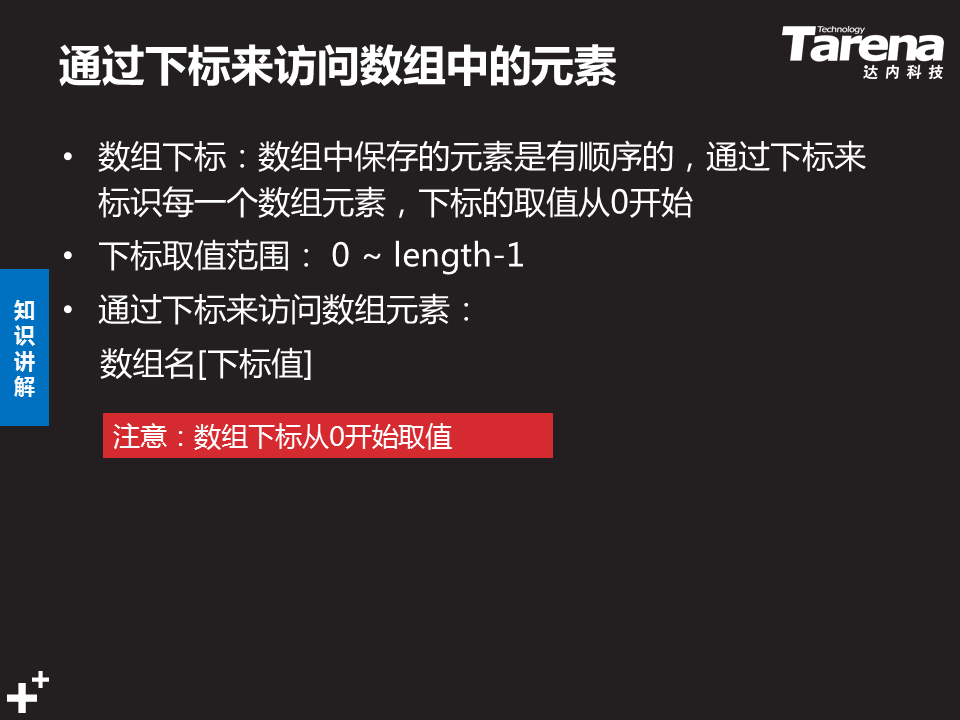 通过下标来访问数组中的元素
Technology
Tarena
达内科技
• 数组下标：数组中保存的元素是有顺序的，通过下标来
标识每一个数组元素，下标的取值从0开始
• 下标取值范围： 0 ~ length-1
• 通过下标来访问数组元素：
数组名[下标值]
知识讲解
注意：数组下标从0开始取值